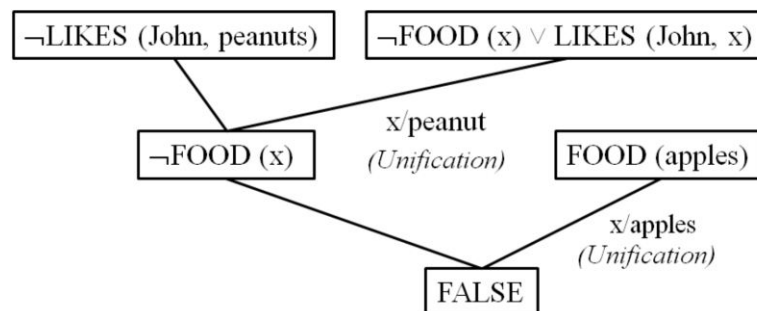 ¬LIKES (John, peanuts)
¬FOOD (x) ∨ LIKES (John, x)
x/peanut
(Unification)
¬FOOD (x)
FOOD (apples)
x/apples
(Unification)
FALSE